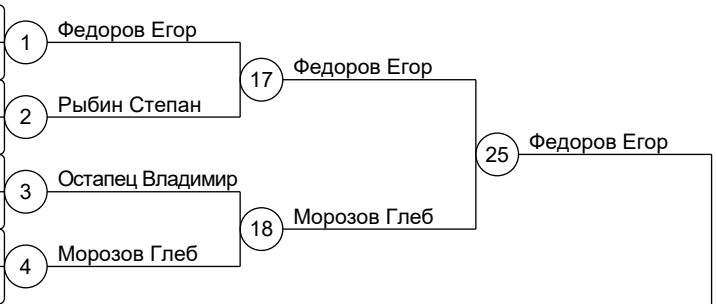 1 Федоров Егор
17 Федоров Егор
2 Рыбин Степан
25 Федоров Егор
3 Остапец Владимир
18 Морозов Глеб
4 Морозов Глеб